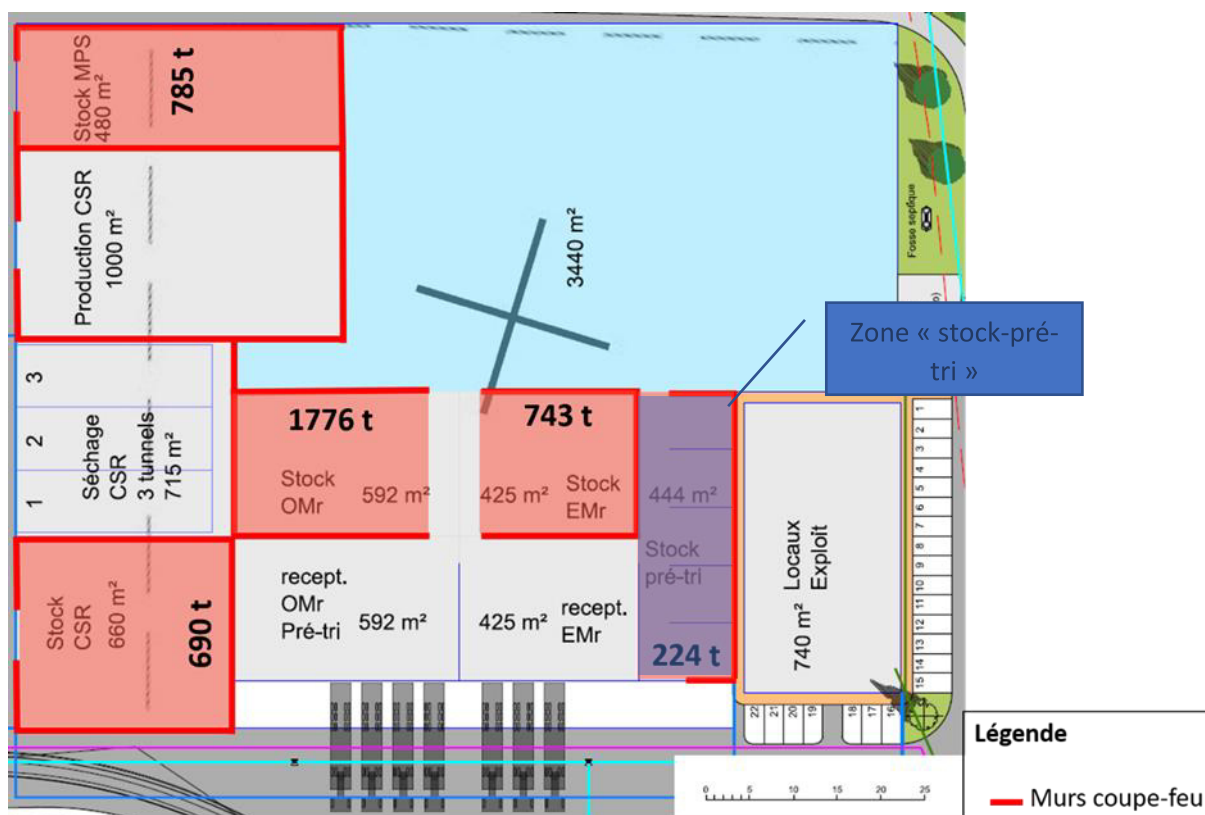 Stock MPS
480 m²
785 t
Production CSR
1000 m²
3440 m²
Fosse septique
Zone « stock-pré-
tri »
3
2
1
Séchage
CSR
3 tunnels
715 m²
1776 t
Stock
OMr
592 m²
743 t
425 m²
Stock
EMr
444 m²
Stock
pré-tri
224 t
Stock
CSR
660 m²
690 t
recept.
OMr
Pré-tri
592 m²
425 m²
recept.
EMr
Locaux
Exploit
740 m²
1
2
3
4
5
6
7
8
9
10
11
12
13
14
15
22
21
20
19
18
17
16
0 5 10 15 20 25
Légende
Murs coupe-feu